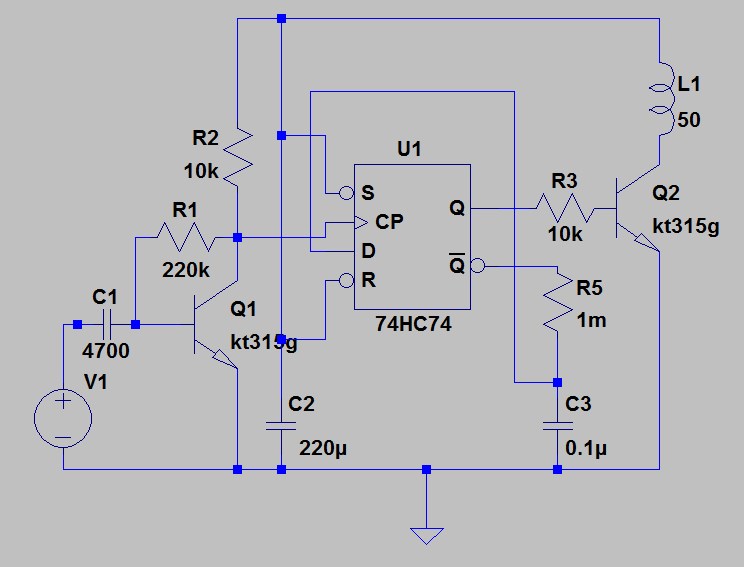 L1
50
R2
10k
U1
S
CP
D
R
Q
Q
74HC74
R3
10k
Q2
kt315g
R1
220k
C1
4700
Q1
kt315g
R5
1m
V1
C2
220µ
C3
0.1µ